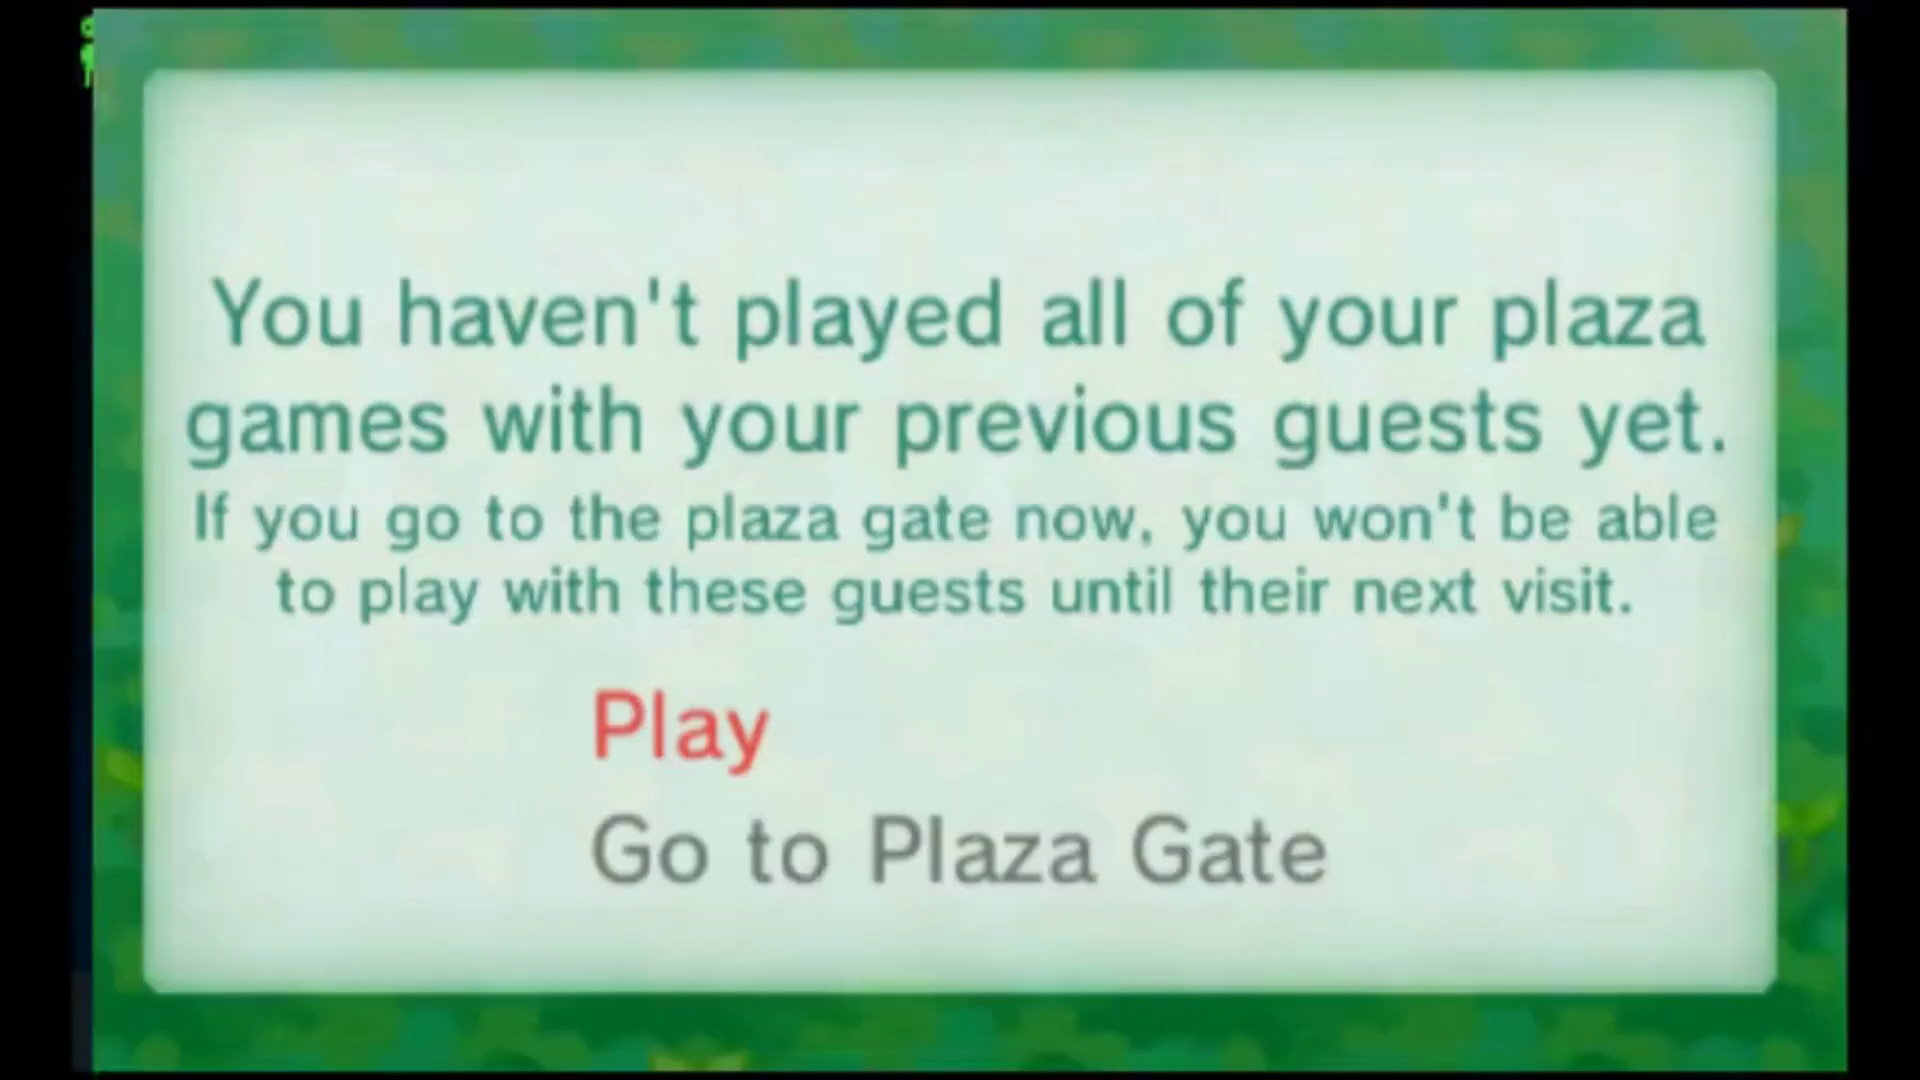 You haven't played all of your plaza
games with your previous guests yet.
If you go to the plaza gate now, you won't be able
to play with these guests until their next visit.
Play
Go to Plaza Gate